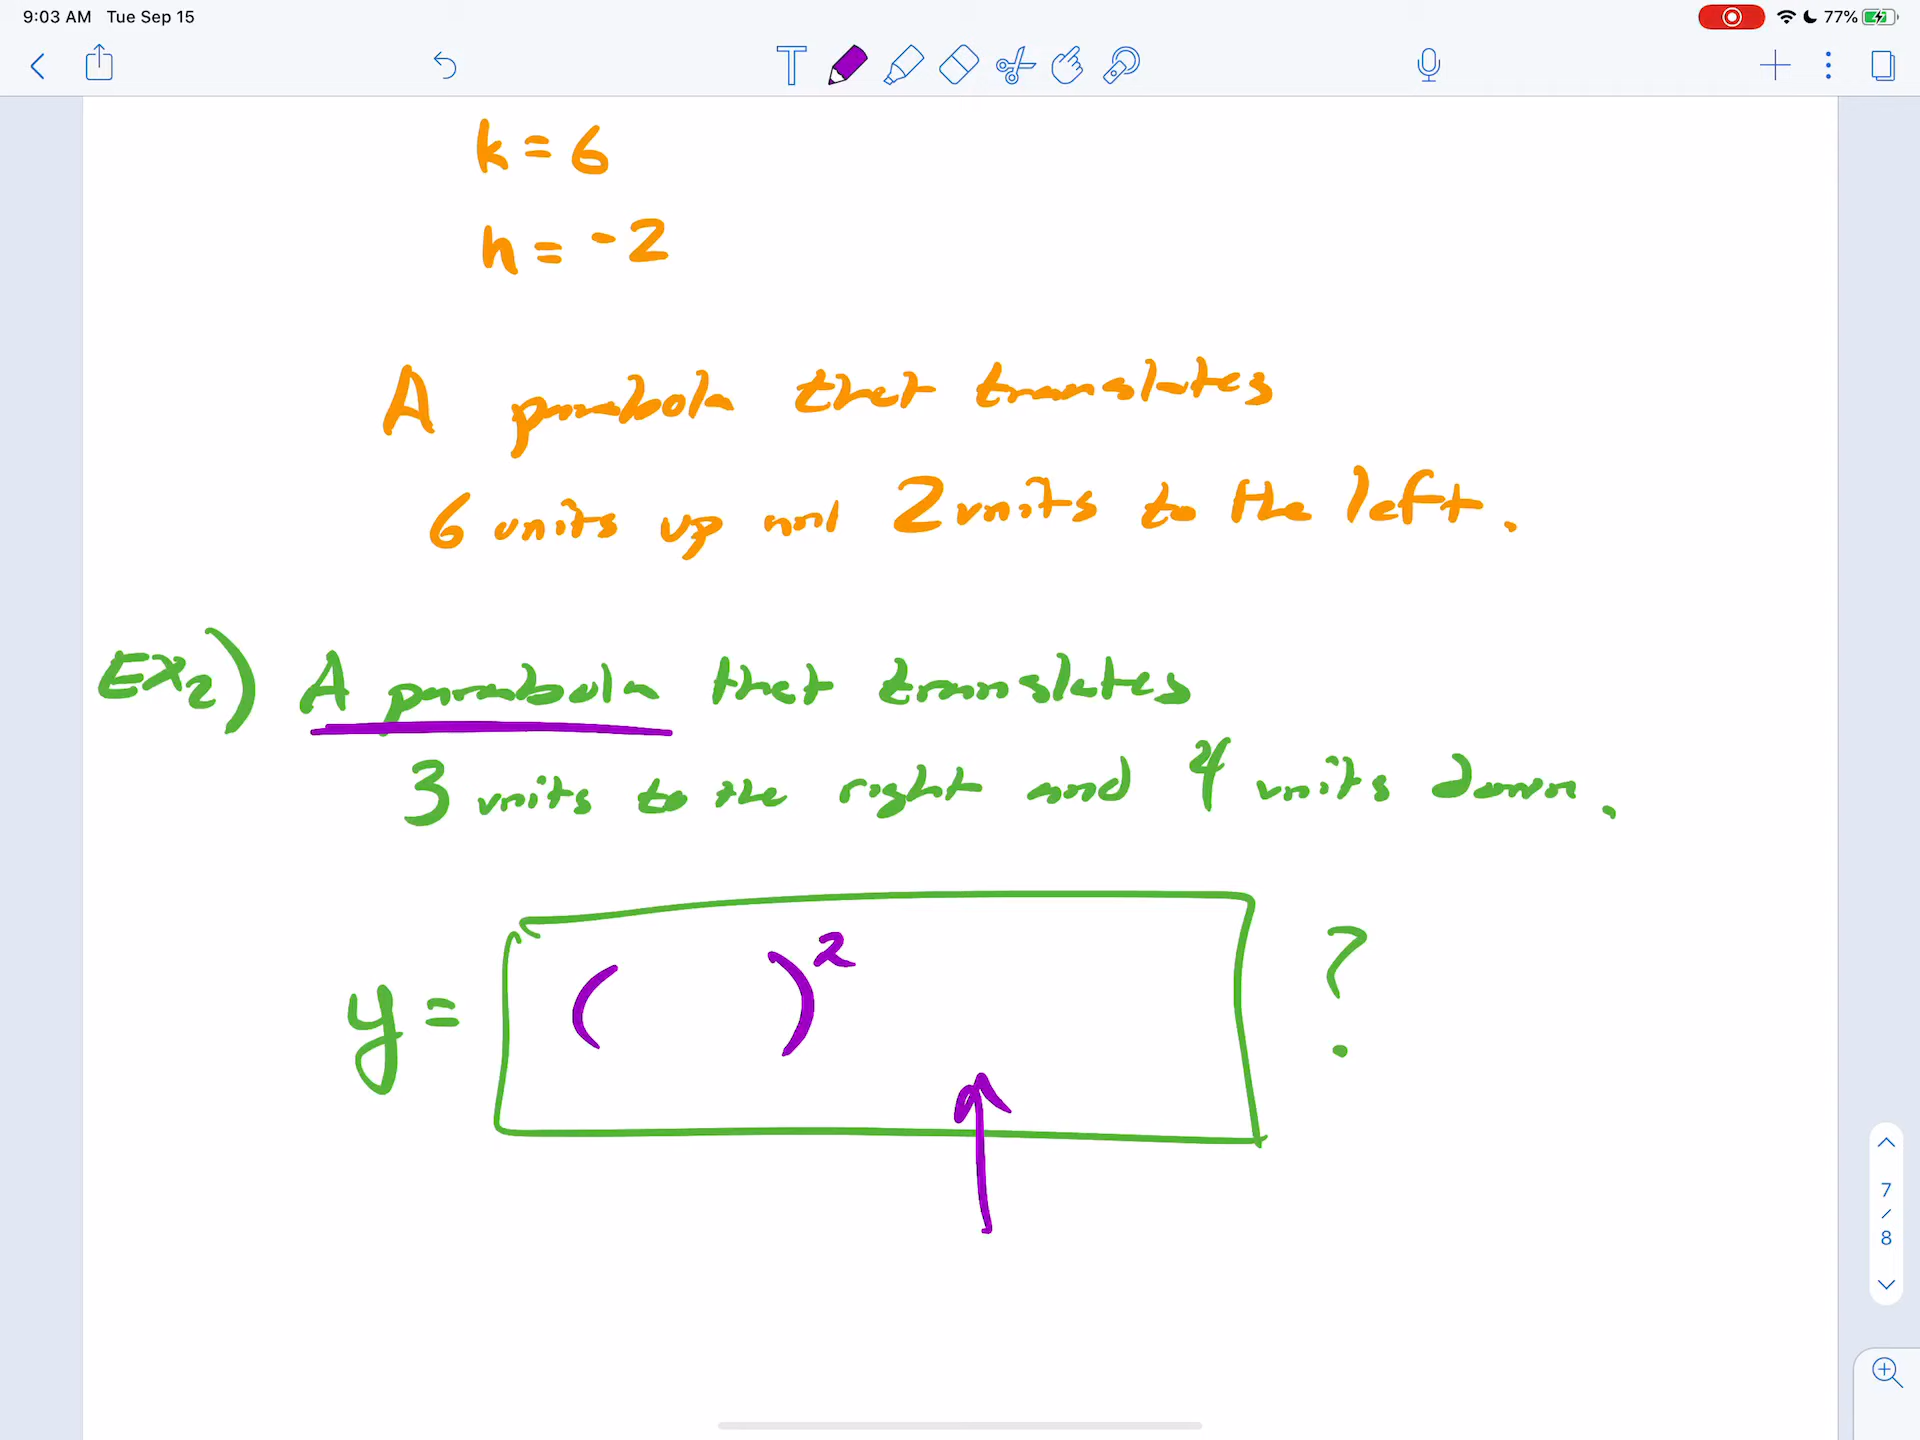 9:03 AM Tue Sep 15
77%
T
k = 6
h = -2
A parabola that translates
6 units up and 2 units to the left.
Ex2) A parabola that translates
3 units to the right and 4 units down.
y = ( )² ?
7
/
8